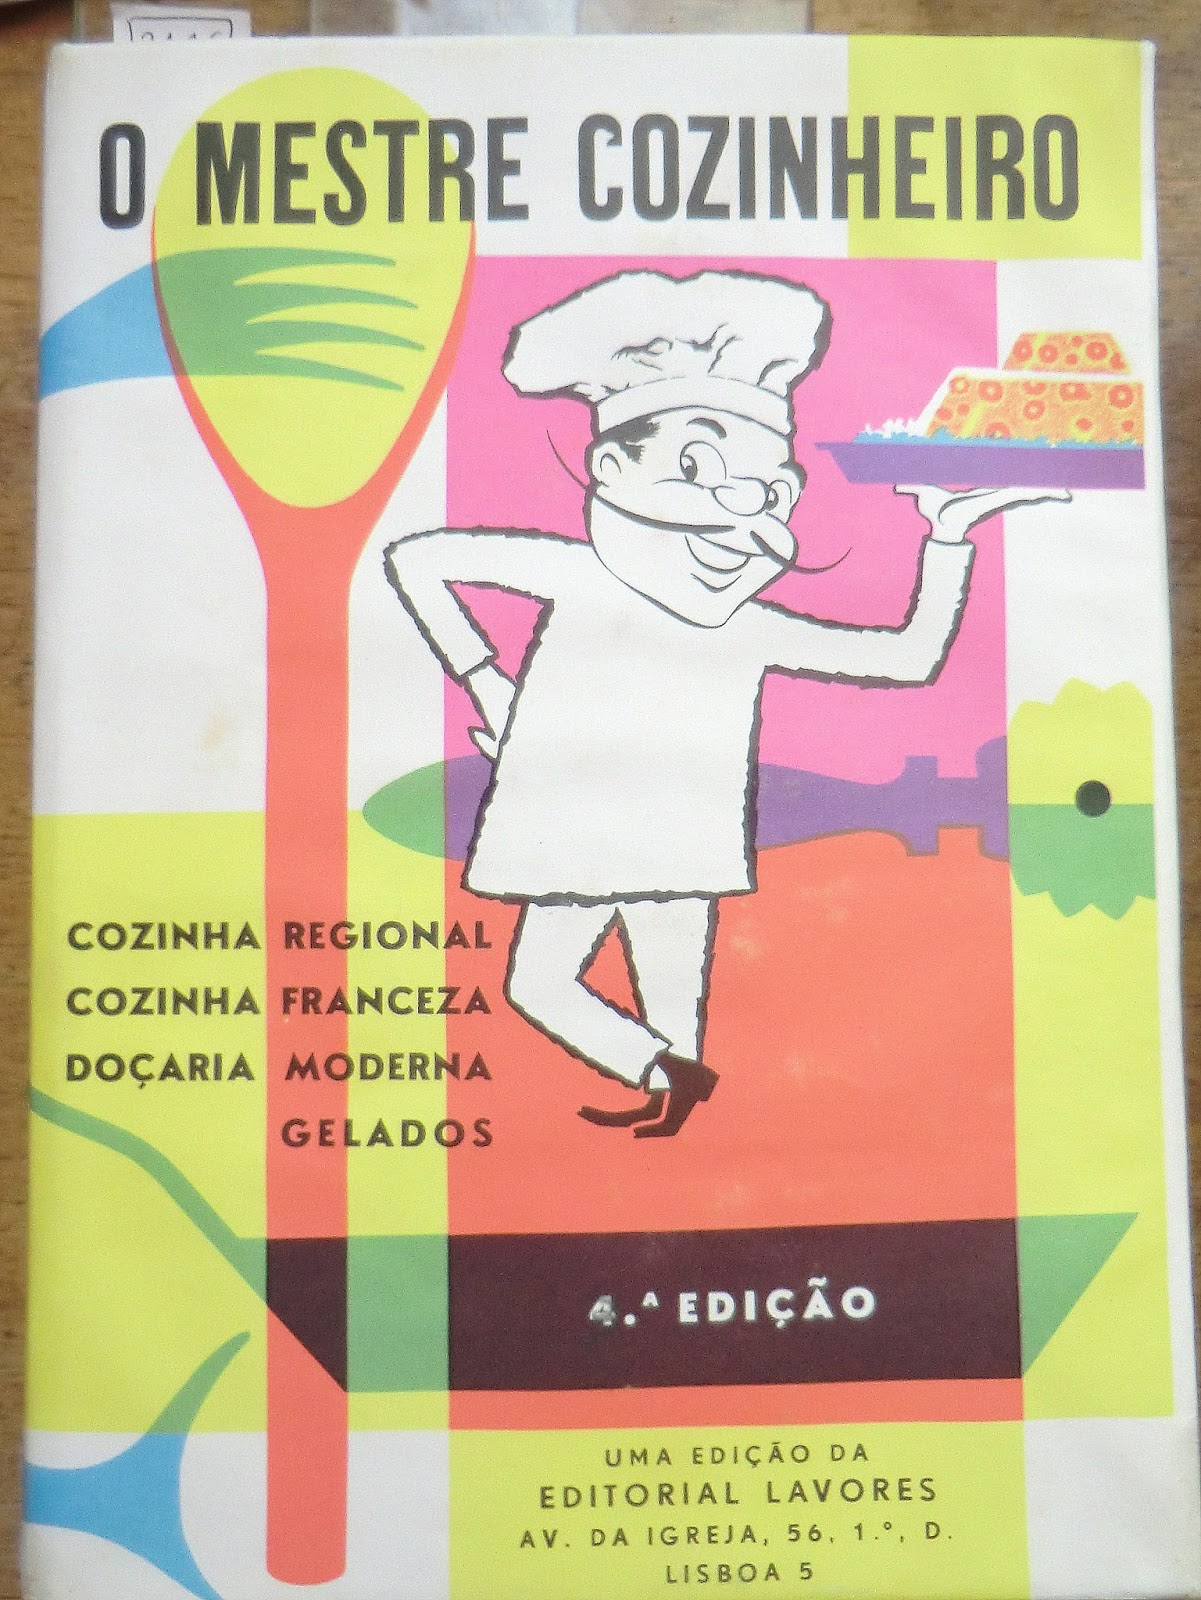 O MESTRE COZINHEIRO
COZINHA REGIONAL
COZINHA FRANCEZA
DOÇARIA MODERNA
GELADOS
4.ᴬ EDIÇÃO
UMA EDIÇÃO DA
EDITORIAL LAVORES
AV. DA IGREJA, 56, 1.º, D.
LISBOA 5